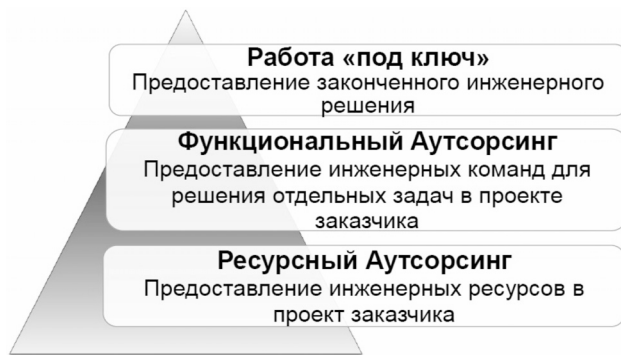 Работа «под ключ»
Предоставление законченного инженерного
решения
Функциональный Аутсорсинг
Предоставление инженерных команд для
решения отдельных задач в проекте
заказчика
Ресурсный Аутсорсинг
Предоставление инженерных ресурсов в
проект заказчика